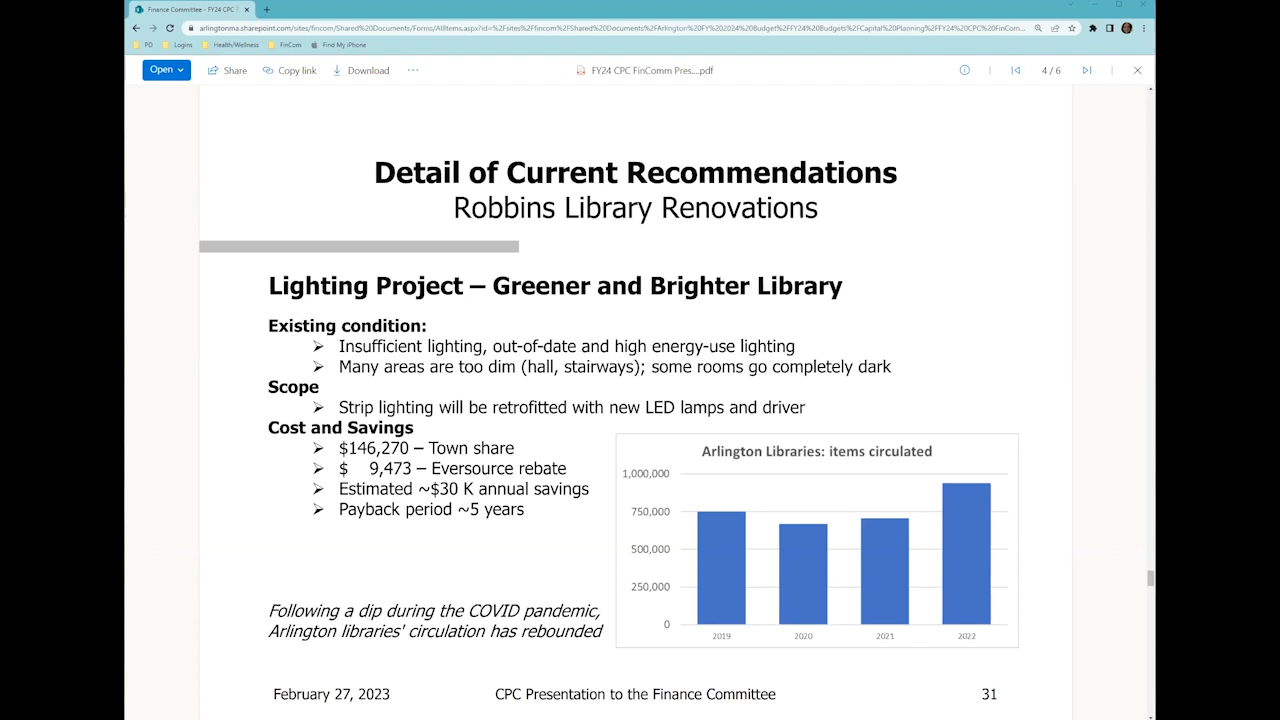 Finance Committee - FY24 CPC F
arlingtonma.sharepoint.com/sites/fincom/Shared%20Documents/Forms/AllItems.aspx?id=%2Fsites%2Ffincom%2FShared%20Documents%2FArlington%20FY%202024%20Budget%2FFY24%20Budgets%2FCapital%20Planning%2FFY24%20CPC%20FinCom...
PD Logins Health/Wellness FinCom Find My iPhone
Open Share Copy link Download ... FY24 CPC FinComm Pres....pdf 4 / 6
Detail of Current Recommendations
Robbins Library Renovations
Lighting Project – Greener and Brighter Library
Existing condition:
➢ Insufficient lighting, out-of-date and high energy-use lighting
➢ Many areas are too dim (hall, stairways); some rooms go completely dark
Scope
➢ Strip lighting will be retrofitted with new LED lamps and driver
Cost and Savings
➢ $146,270 – Town share
➢ $ 9,473 – Eversource rebate
➢ Estimated ~$30 K annual savings
➢ Payback period ~5 years
Following a dip during the COVID pandemic,
Arlington libraries' circulation has rebounded
Arlington Libraries: items circulated
1,000,000
750,000
500,000
250,000
0
2019 2020 2021 2022
February 27, 2023 CPC Presentation to the Finance Committee 31